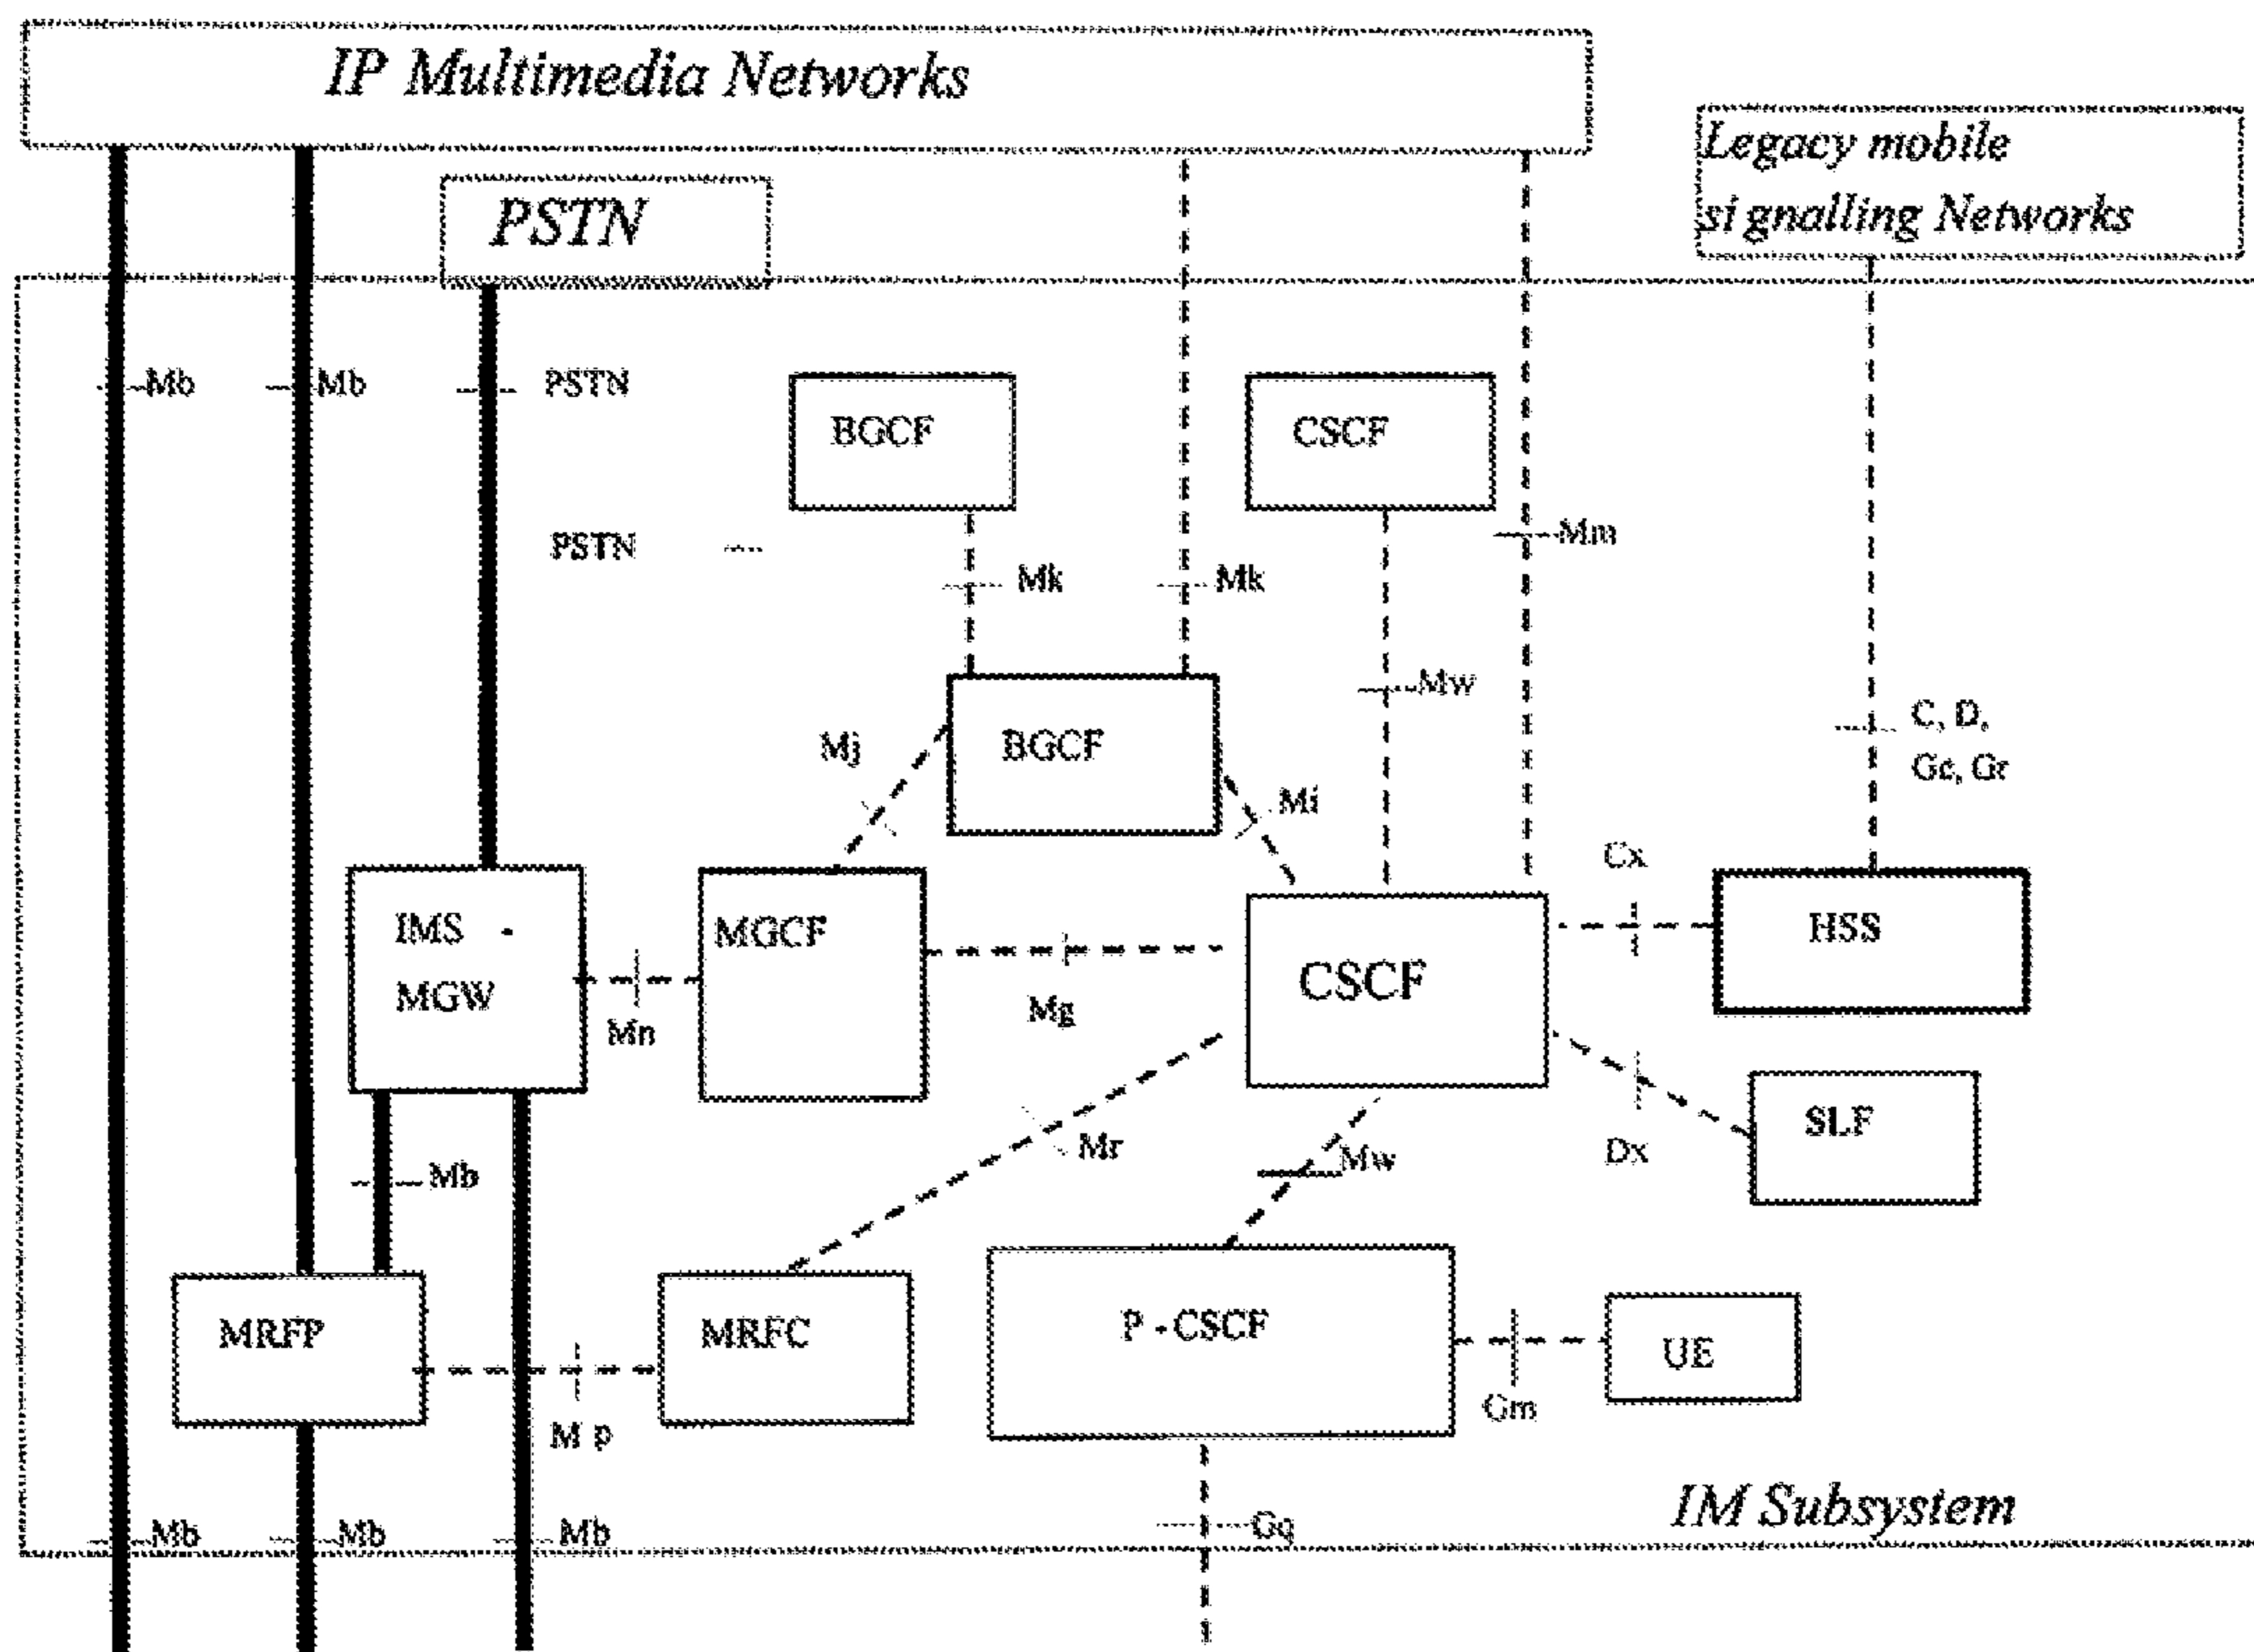 IP Multimedia Networks
Legacy mobile
signalling Networks
PSTN
Mb
Mb
PSTN
BGCF
CSCF
PSTN
Mm
Mk
Mk
Mw
C, D,
Gc, Gr
Mj
BGCF
Mi
Cx
IMS -
MGW
MGCF
CSCF
HSS
Mn
Mg
SLF
Mr
Mw
Dx
Mb
MRFP
MRFC
P - CSCF
UE
Gm
M p
IM Subsystem
Mb
Mb
Mb
Gq